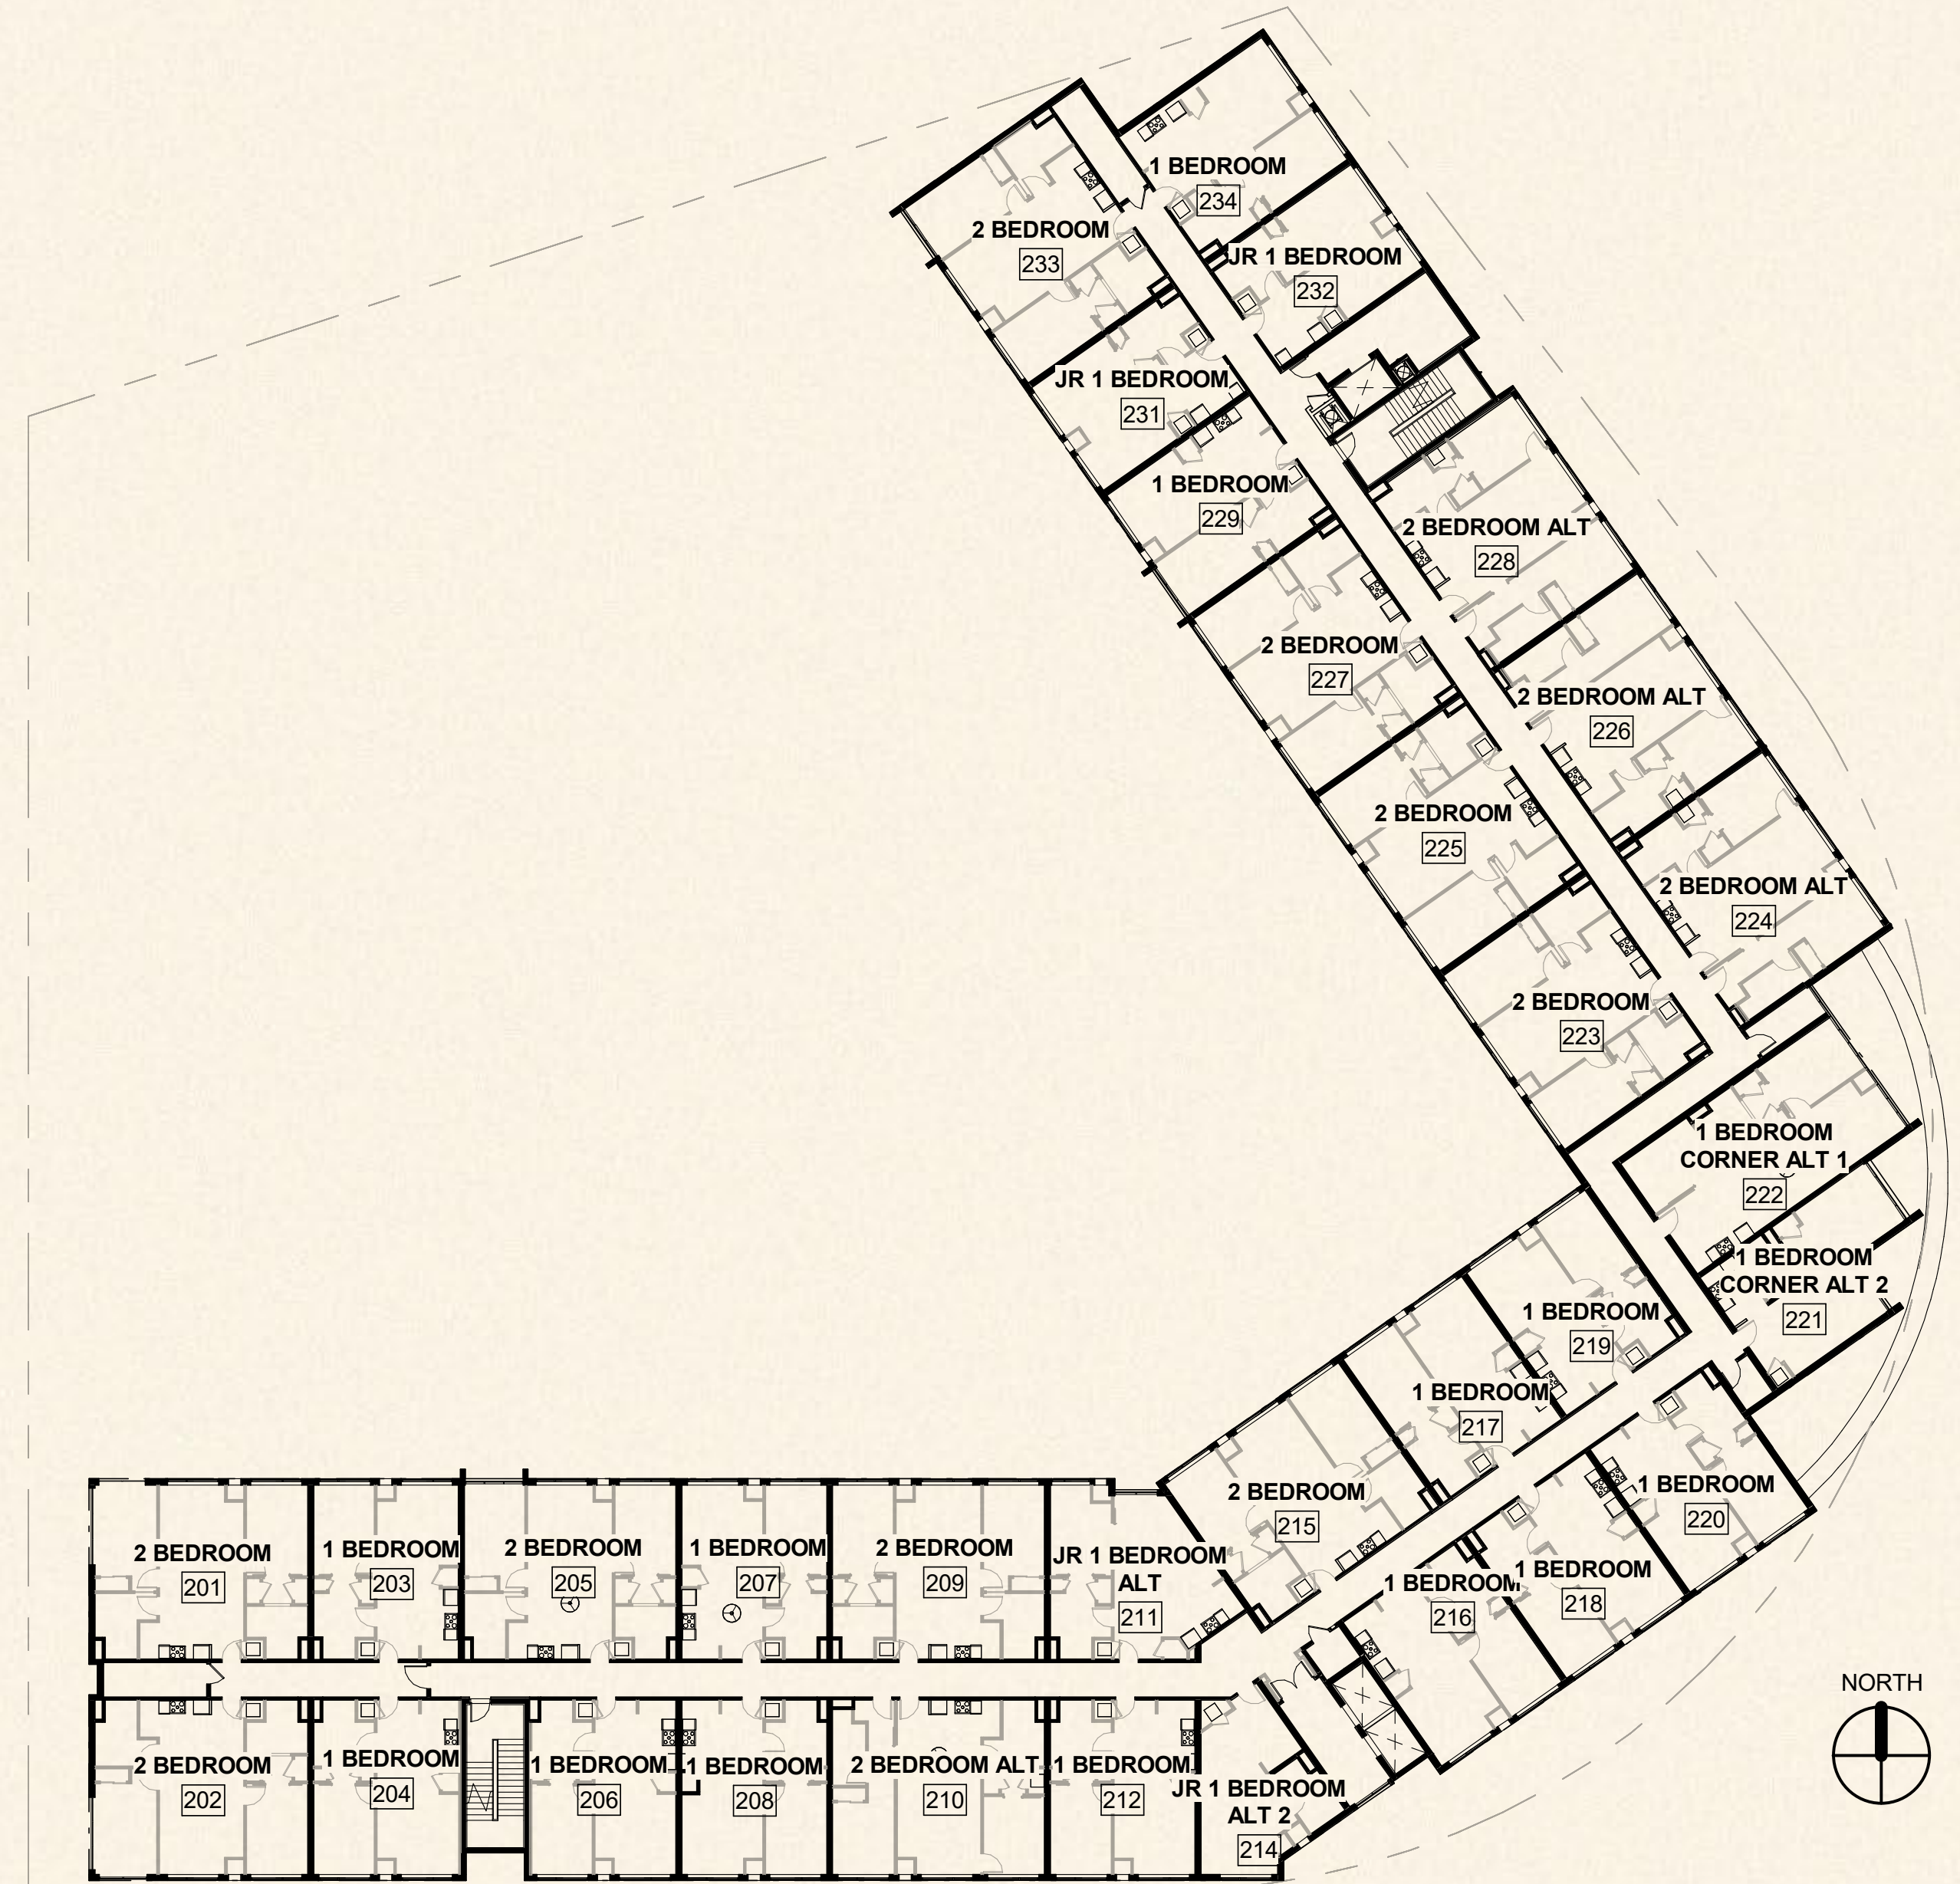 1 BEDROOM
234
2 BEDROOM
233
JR 1 BEDROOM
232
JR 1 BEDROOM
231
1 BEDROOM
229
2 BEDROOM ALT
228
2 BEDROOM
227
2 BEDROOM ALT
226
2 BEDROOM
225
2 BEDROOM ALT
224
2 BEDROOM
223
1 BEDROOM
CORNER ALT 1
222
1 BEDROOM
CORNER ALT 2
221
1 BEDROOM
219
1 BEDROOM
217
2 BEDROOM
215
1 BEDROOM
220
1 BEDROOM
218
1 BEDROOM
216
2 BEDROOM
201
1 BEDROOM
203
2 BEDROOM
205
1 BEDROOM
207
2 BEDROOM
209
JR 1 BEDROOM
ALT
211
2 BEDROOM
202
1 BEDROOM
204
1 BEDROOM
206
1 BEDROOM
208
2 BEDROOM ALT
210
1 BEDROOM
212
JR 1 BEDROOM
ALT 2
214
NORTH